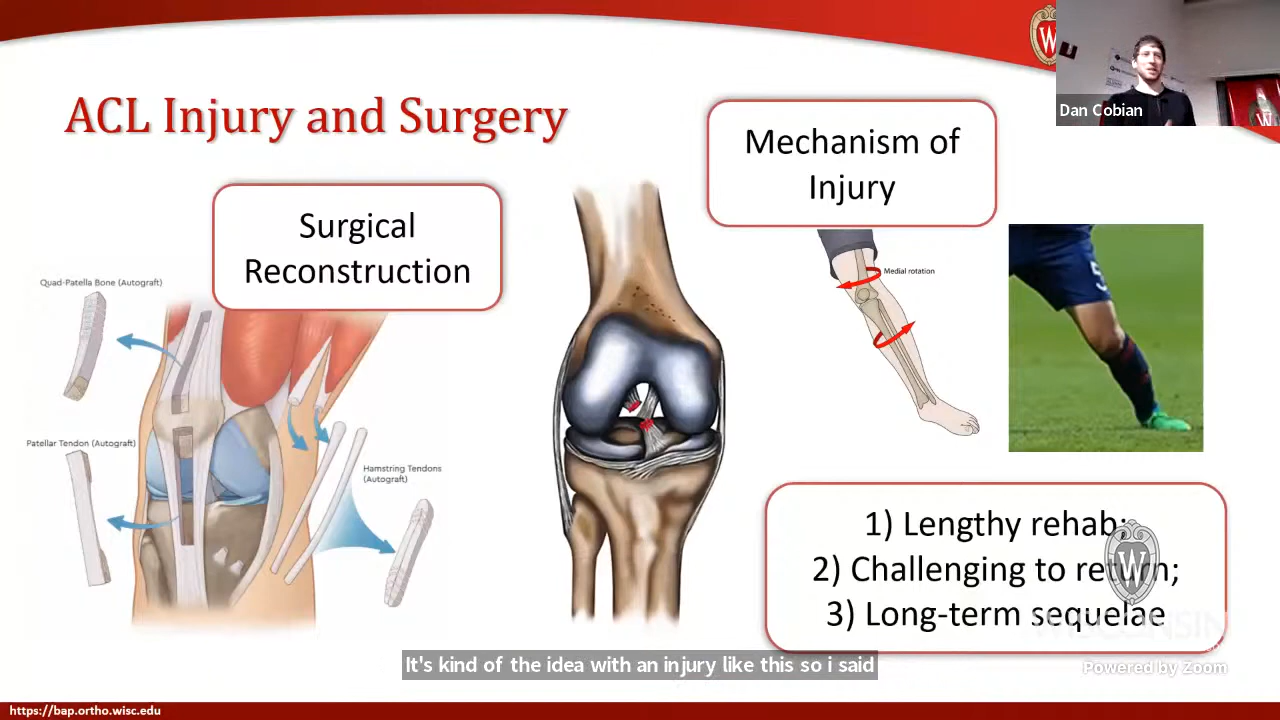 ACL Injury and Surgery
Dan Cobian
Mechanism of
Injury
Surgical
Reconstruction
Medial rotation
5
Quad-Patella Bone (Autograft)
Patellar Tendon (Autograft)
Hamstring Tendons
(Autograft)
1) Lengthy rehab;
2) Challenging to return;
3) Long-term sequelae
W
WISCONSIN
Powered by Zoom
It's kind of the idea with an injury like this so i said
https://bap.ortho.wisc.edu